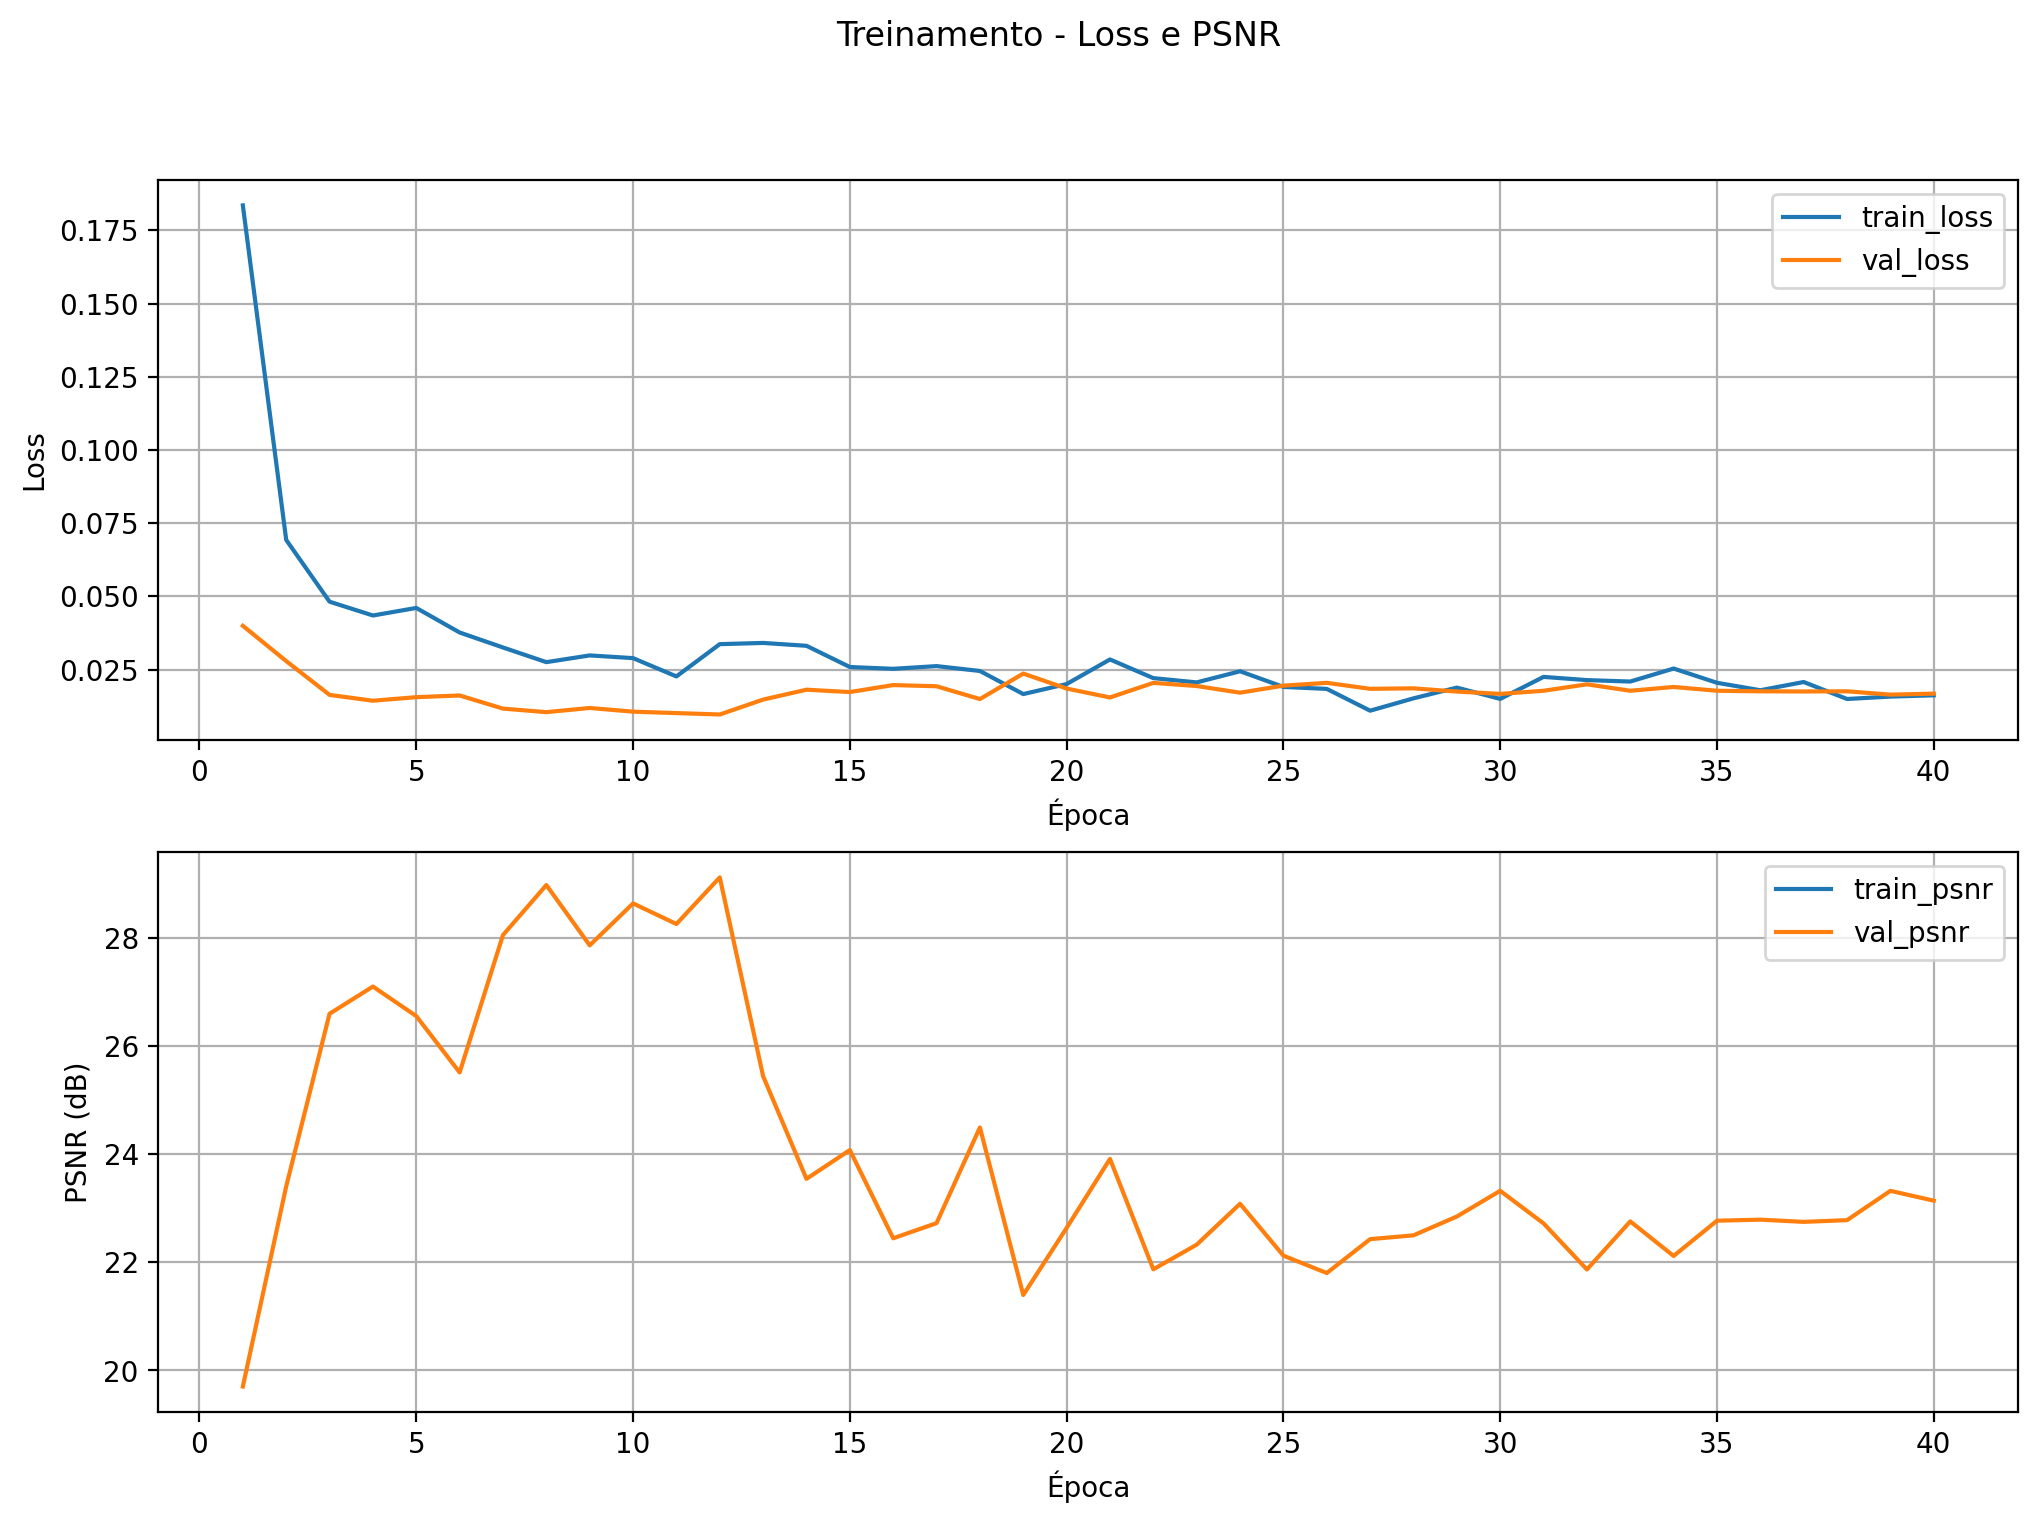 Treinamento - Loss e PSNR
train_loss
val_loss
0.175
0.150
0.125
0.100
0.075
0.050
0.025
Loss
0 5 10 15 20 25 30 35 40
Época
train_psnr
val_psnr
28
26
24
22
20
PSNR (dB)
0 5 10 15 20 25 30 35 40
Época